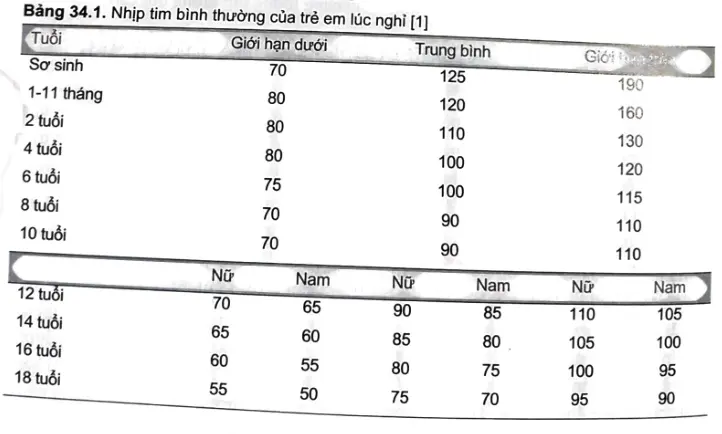 Bảng 34.1. Nhịp tim bình thường của trẻ em lúc nghỉ [1]
Tuổi Giới hạn dưới Trung bình Giới
Sơ sinh 70 125 190
1-11 tháng 80 120 160
2 tuổi 80 110 130
4 tuổi 80 100 120
6 tuổi 75 100 115
8 tuổi 70 90 110
10 tuổi 70 90 110
Nữ Nam Nữ Nam Nữ Nam
12 tuổi 70 65 90 85 110 105
14 tuổi 65 60 85 80 105 100
16 tuổi 60 55 80 75 100 95
18 tuổi 55 50 75 70 95 90